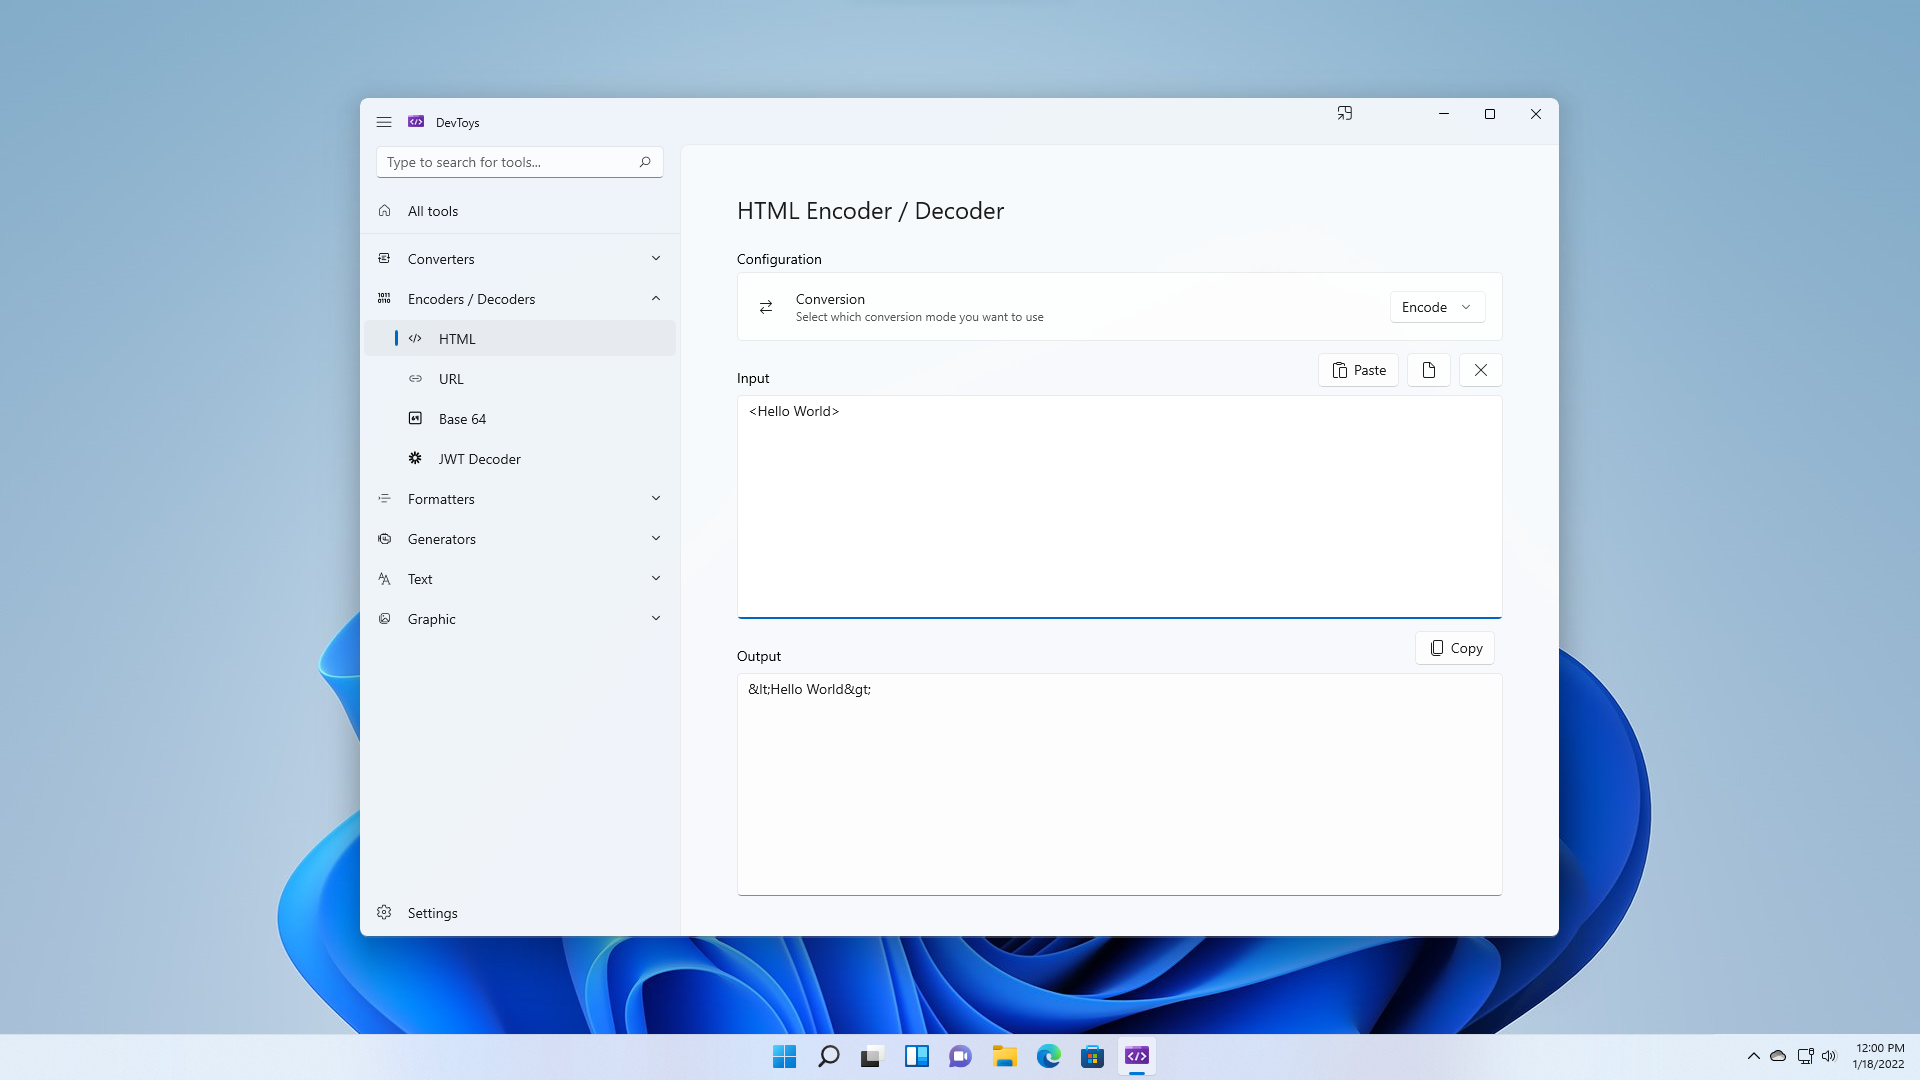 DevToys
Type to search for tools...
All tools
Converters
Encoders / Decoders
HTML
URL
Base 64
JWT Decoder
Formatters
Generators
Text
Graphic
Settings
HTML Encoder / Decoder
Configuration
Conversion
Select which conversion mode you want to use
Encode
Input
Paste
<Hello World>
Output
Copy
&lt;Hello World&gt;
12:00 PM
1/18/2022